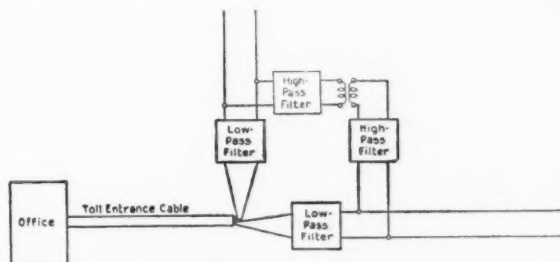 High-
Pass
Filter
Low-
Pass
Filter
High-
Pass
Filter
Office
Toll Entrance Cable
Low-
Pass
Filter